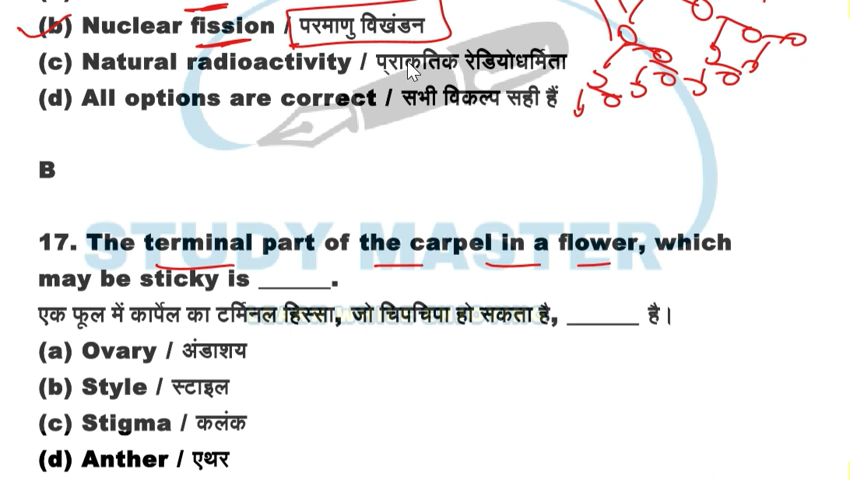 (b) Nuclear fission / परमाणु विखंडन
(c) Natural radioactivity / प्राकृतिक रेडियोधर्मिता
(d) All options are correct / सभी विकल्प सही हैं
B
STUDY MASTER
17. The terminal part of the carpel in a flower, which
may be sticky is ______.
एक फूल में कार्पेल का टर्मिनल हिस्सा, जो चिपचिपा हो सकता है, ______ है।
(a) Ovary / अंडाशय
(b) Style / स्टाइल
(c) Stigma / कलंक
(d) Anther / एथर